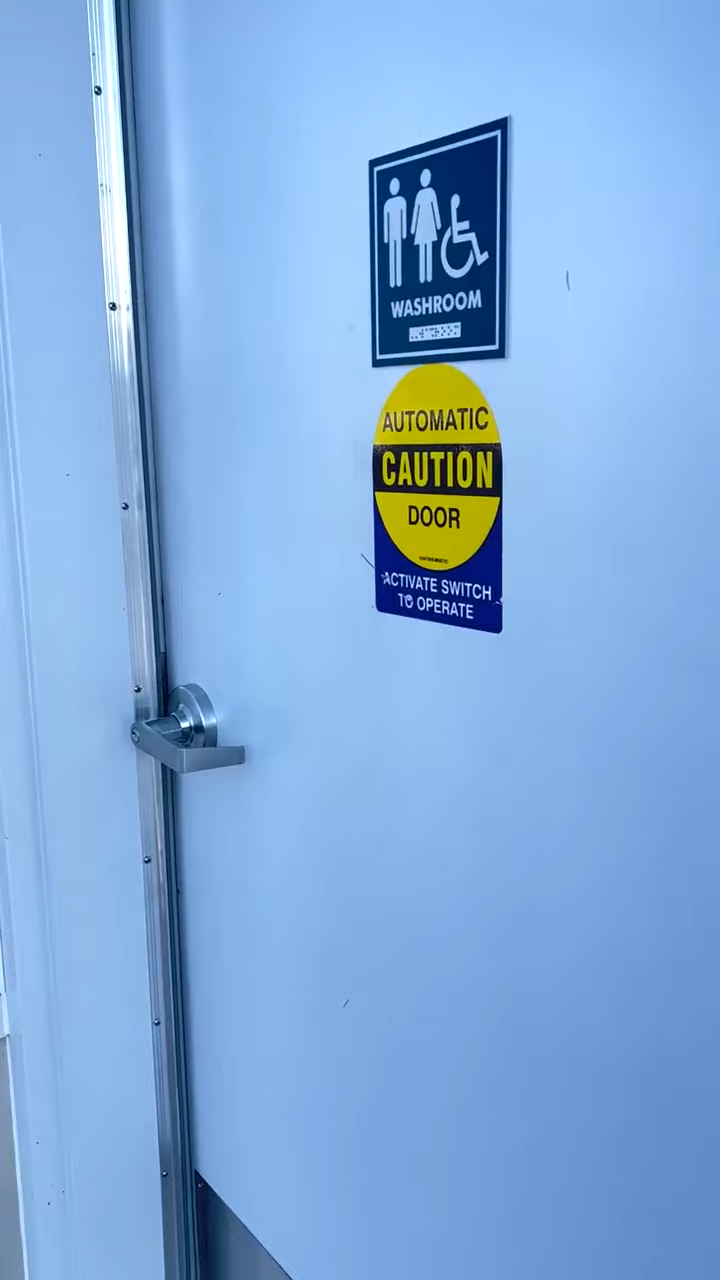 WASHROOM
AUTOMATIC
CAUTION
DOOR
ACTIVATE SWITCH
TO OPERATE